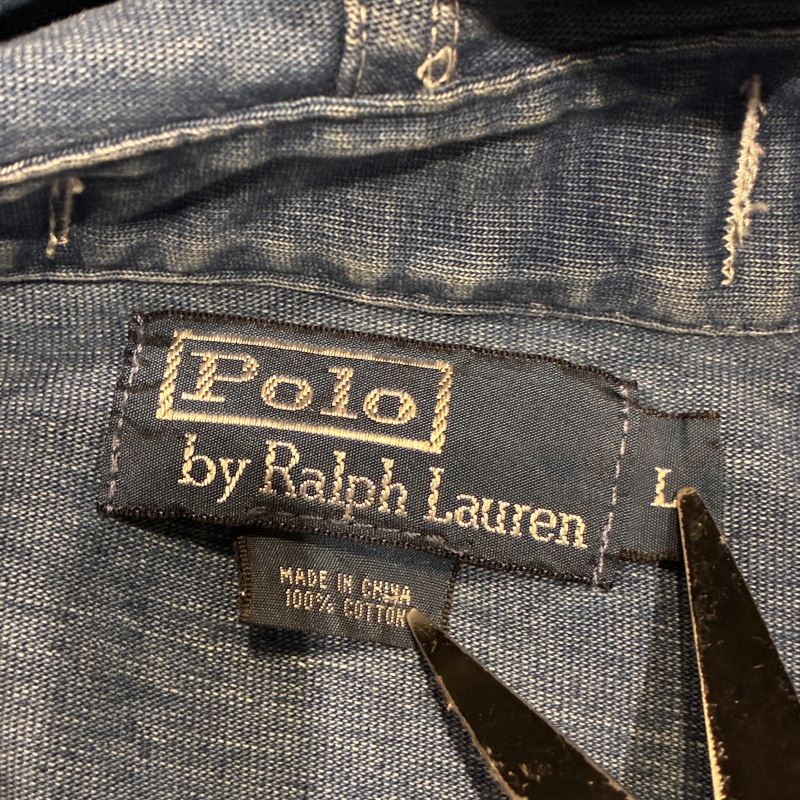 Polo
by Ralph Lauren
L
MADE IN CHINA
100% COTTON